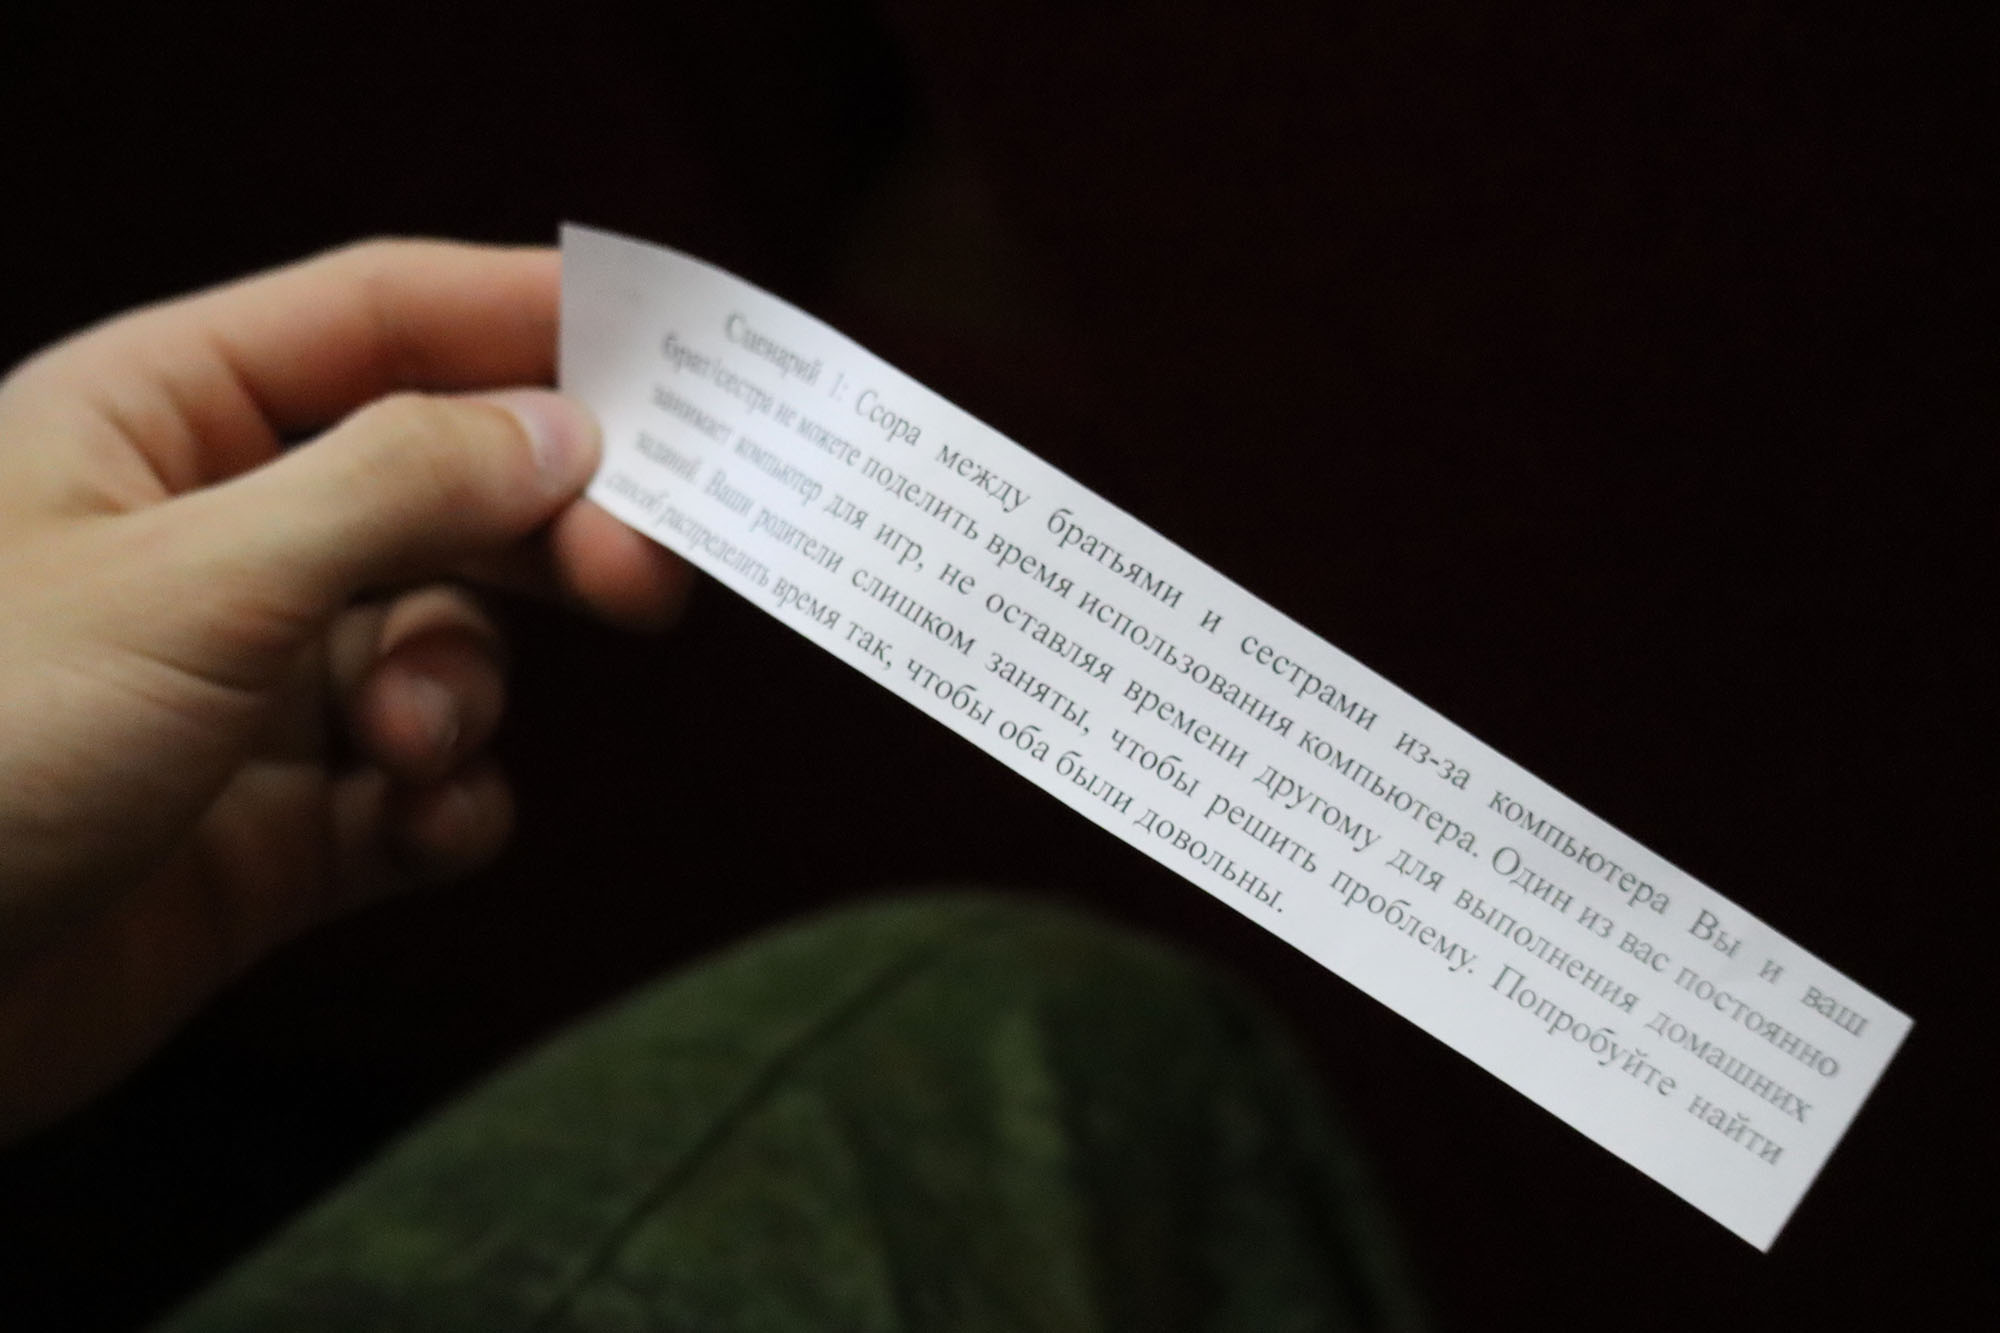 Сценарий 1: Ссора между братьями и сестрами из-за компьютера Вы и ваш
брат/сестра не можете поделить время использования компьютера. Один из вас постоянно
занимает компьютер для игр, не оставляя времени другому для выполнения домашних
заданий. Ваши родители слишком заняты, чтобы решить проблему. Попробуйте найти
способ распределить время так, чтобы оба были довольны.